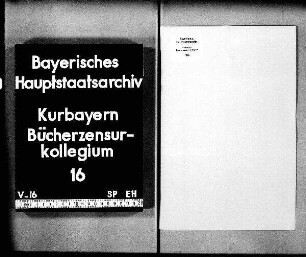 Bayerisches
Hauptstaatsarchiv
Kurbayern
Bücherzensur-
kollegium
16
V-16 SP EH